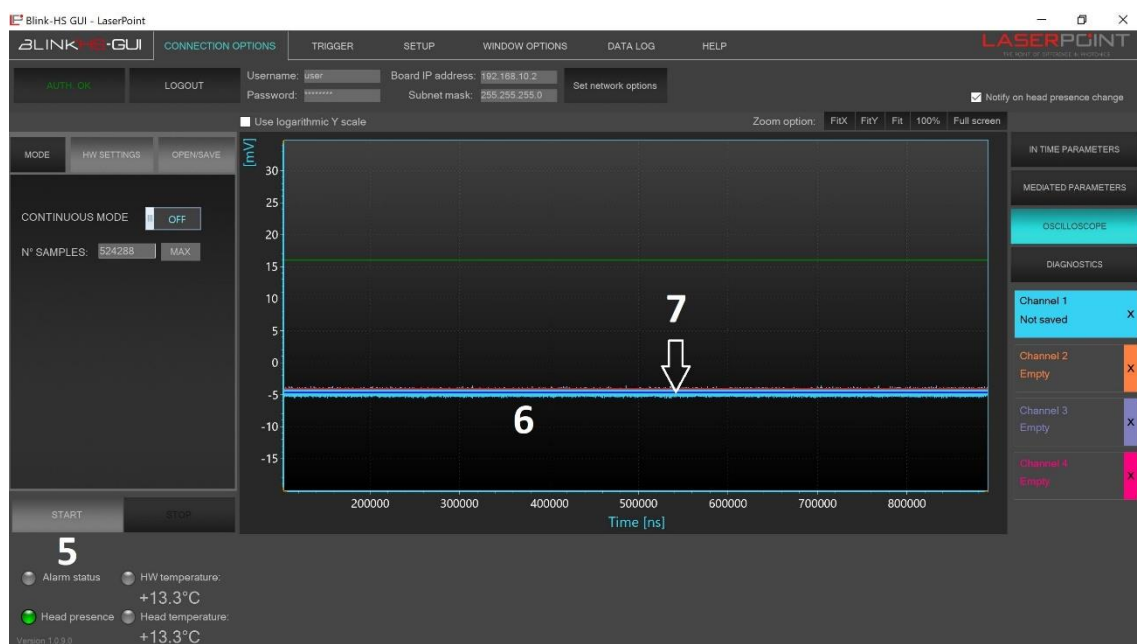 Blink-HS GUI - LaserPoint
BLINK HS-GUI CONNECTION OPTIONS TRIGGER SETUP WINDOW OPTIONS DATA LOG HELP LASERPOINT
AUTH. OK LOGOUT Username: user Board IP address: 192.168.10.2 Set network options
Password: ******** Subnet mask: 255.255.255.0
Notify on head presence change
Use logarithmic Y scale Zoom option: FitX FitY Fit 100% Full screen
MODE HW SETTINGS OPEN/SAVE
CONTINUOUS MODE OFF
N° SAMPLES: 524288 MAX
[mV]
30
25
20
15
10
5
0
-5
-10
-15
7
6
200000 300000 400000 500000 600000 700000 800000
Time [ns]
IN TIME PARAMETERS
MEDIATED PARAMETERS
OSCILLOSCOPE
DIAGNOSTICS
Channel 1
Not saved X
Channel 2
Empty X
Channel 3
Empty X
Channel 4
Empty X
START STOP
5
Alarm status HW temperature:
+13.3°C
Head presence Head temperature:
+13.3°C
Version 1.0.9.0